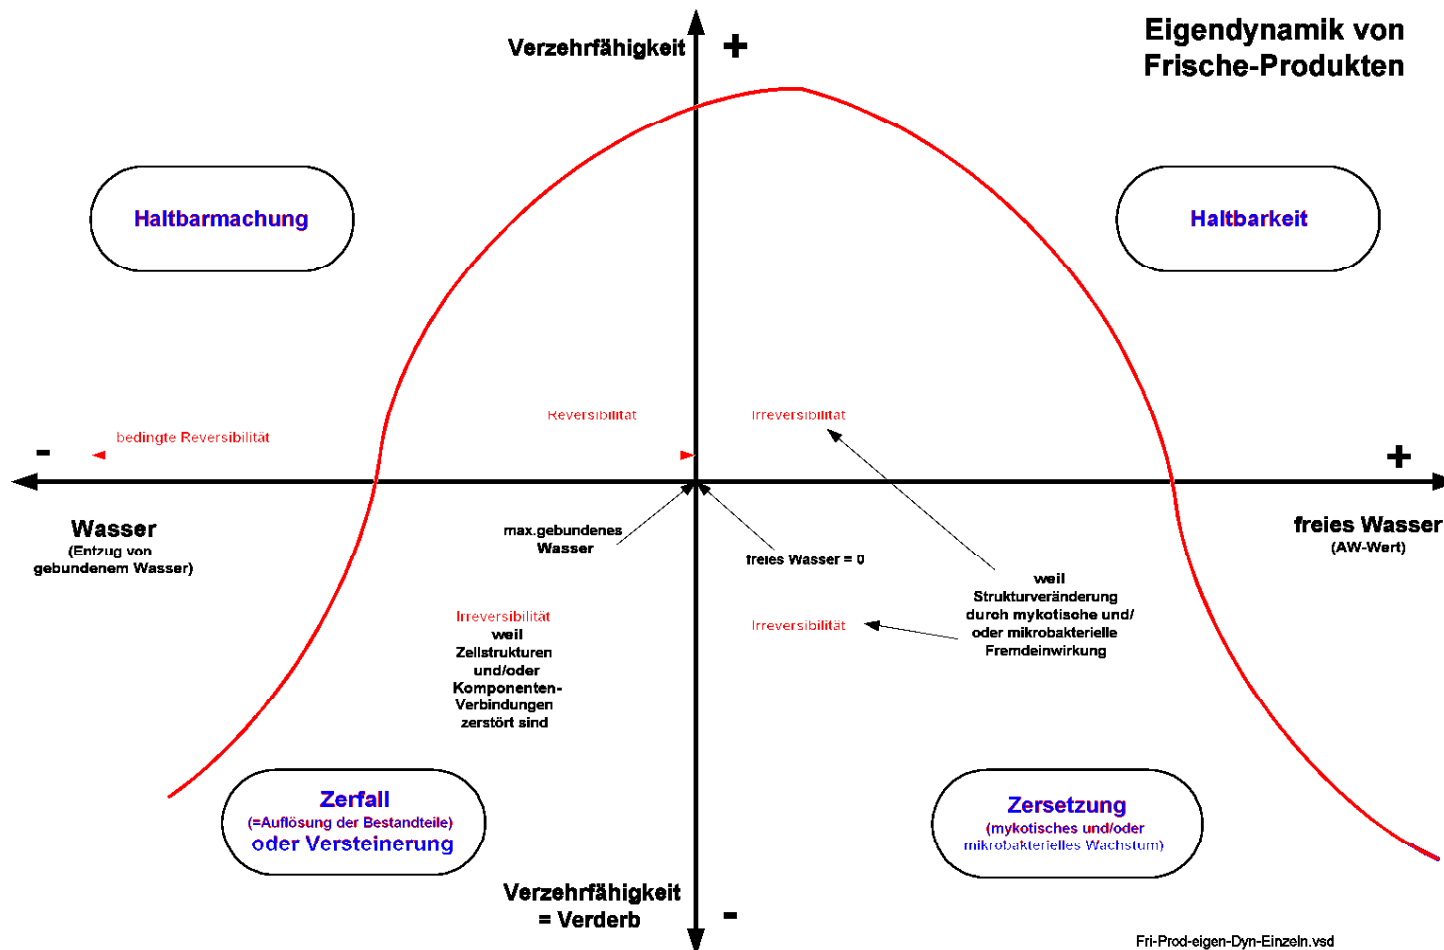 Eigendynamik von
Frische-Produkten
Verzehrfähigkeit
+
Haltbarmachung
Haltbarkeit
Reversibilität
Irreversibilität
bedingte Reversibilität
-
+
Wasser
(Entzug von
gebundenem Wasser)
max.gebundenes
Wasser
freies Wasser = 0
freies Wasser
(AW-Wert)
weil
Strukturveränderung
durch mykotische und/
oder mikrobakterielle
Fremdeinwirkung
Irreversibilität
weil
Zellstrukturen
und/oder
Komponenten-
Verbindungen
zerstört sind
Irreversibilität
Zerfall
(=Auflösung der Bestandteile)
oder Versteinerung
Zersetzung
(mykotisches und/oder
mikrobakterielles Wachstum)
Verzehrfähigkeit
= Verderb
-
Fri-Prod-eigen-Dyn-Einzeln.vsd